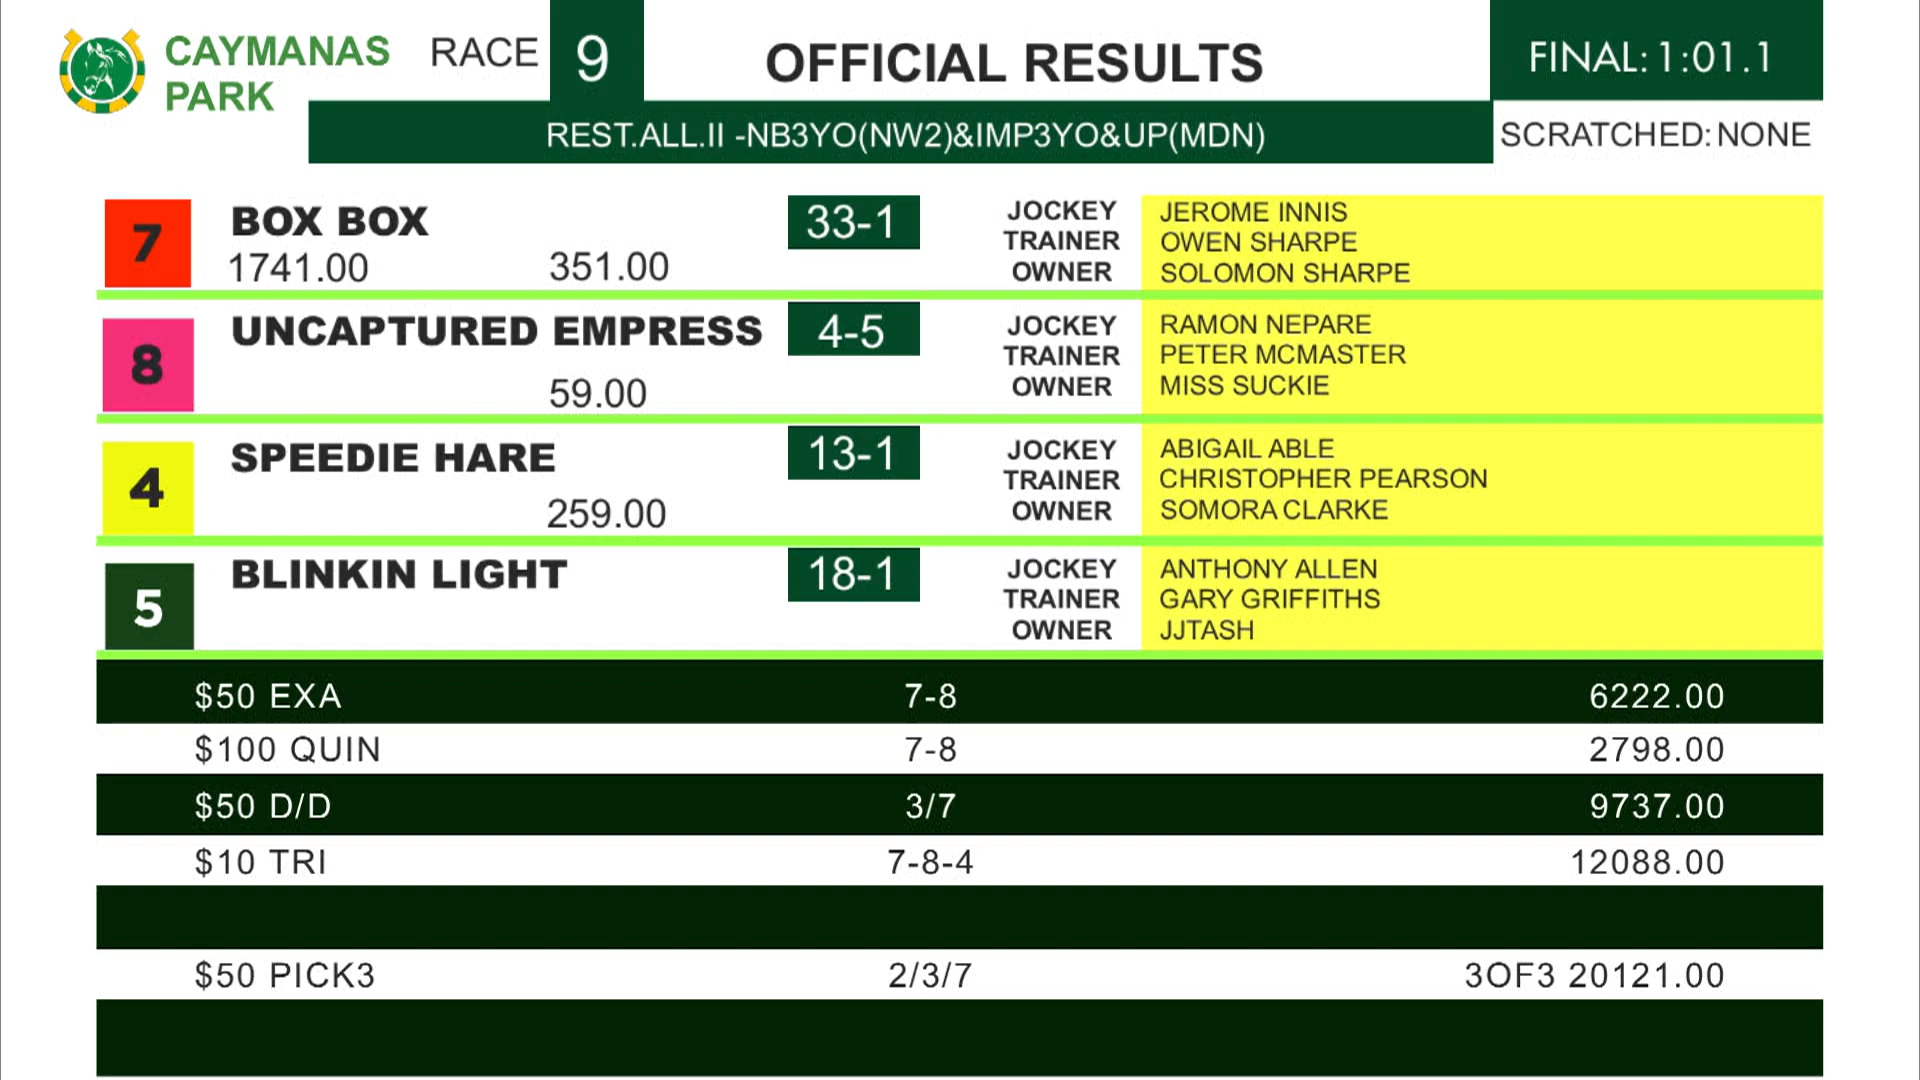 CAYMANAS
PARK
RACE 9
OFFICIAL RESULTS
FINAL: 1:01.1
REST.ALL.II -NB3YO(NW2)&IMP3YO&UP(MDN)
SCRATCHED: NONE
7
BOX BOX
33-1
1741.00 351.00
JOCKEY JEROME INNIS
TRAINER OWEN SHARPE
OWNER SOLOMON SHARPE
8
UNCAPTURED EMPRESS
4-5
59.00
JOCKEY RAMON NEPARE
TRAINER PETER MCMASTER
OWNER MISS SUCKIE
4
SPEEDIE HARE
13-1
259.00
JOCKEY ABIGAIL ABLE
TRAINER CHRISTOPHER PEARSON
OWNER SOMORA CLARKE
5
BLINKIN LIGHT
18-1
JOCKEY ANTHONY ALLEN
TRAINER GARY GRIFFITHS
OWNER JJTASH
$50 EXA 7-8 6222.00
$100 QUIN 7-8 2798.00
$50 D/D 3/7 9737.00
$10 TRI 7-8-4 12088.00
$50 PICK3 2/3/7 3OF3 20121.00